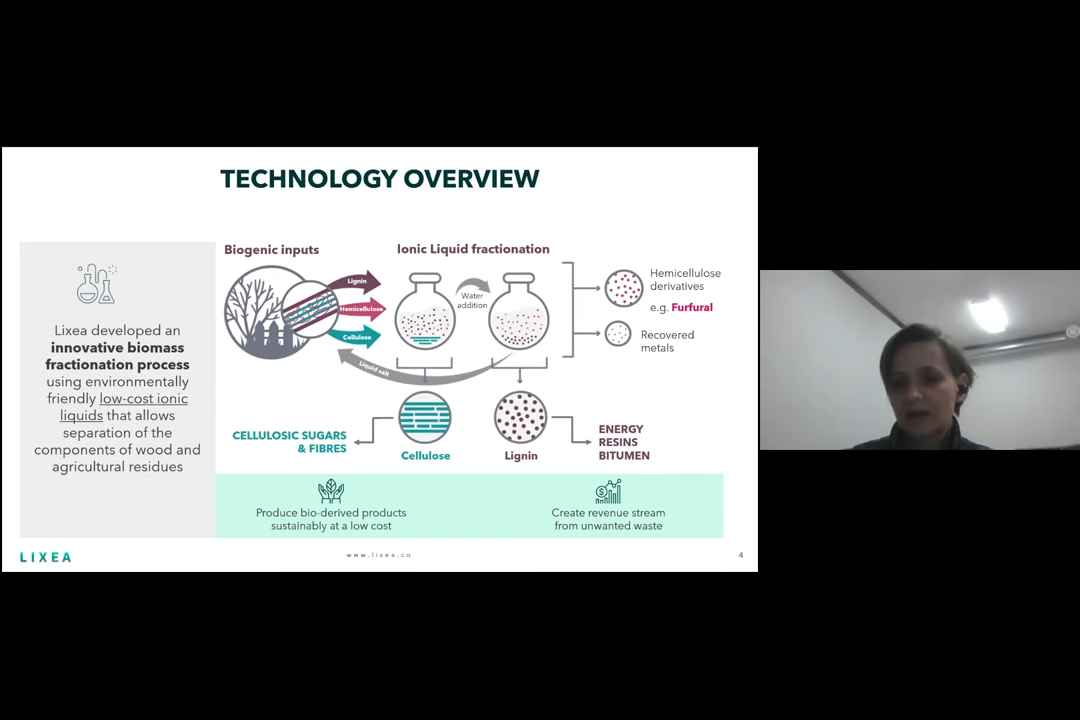 TECHNOLOGY OVERVIEW
Lixea developed an
innovative biomass
fractionation process
using environmentally
friendly low-cost ionic
liquids that allows
separation of the
components of wood and
agricultural residues
Biogenic inputs
Ionic Liquid fractionation
Lignin
Hemicellulose
Cellulose
Water
addition
Liquid salt
Hemicellulose
derivatives
e.g. Furfural
Recovered
metals
CELLULOSIC SUGARS
& FIBRES
Cellulose
Lignin
ENERGY
RESINS
BITUMEN
Produce bio-derived products
sustainably at a low cost
Create revenue stream
from unwanted waste
LIXEA
www.lixea.co
4